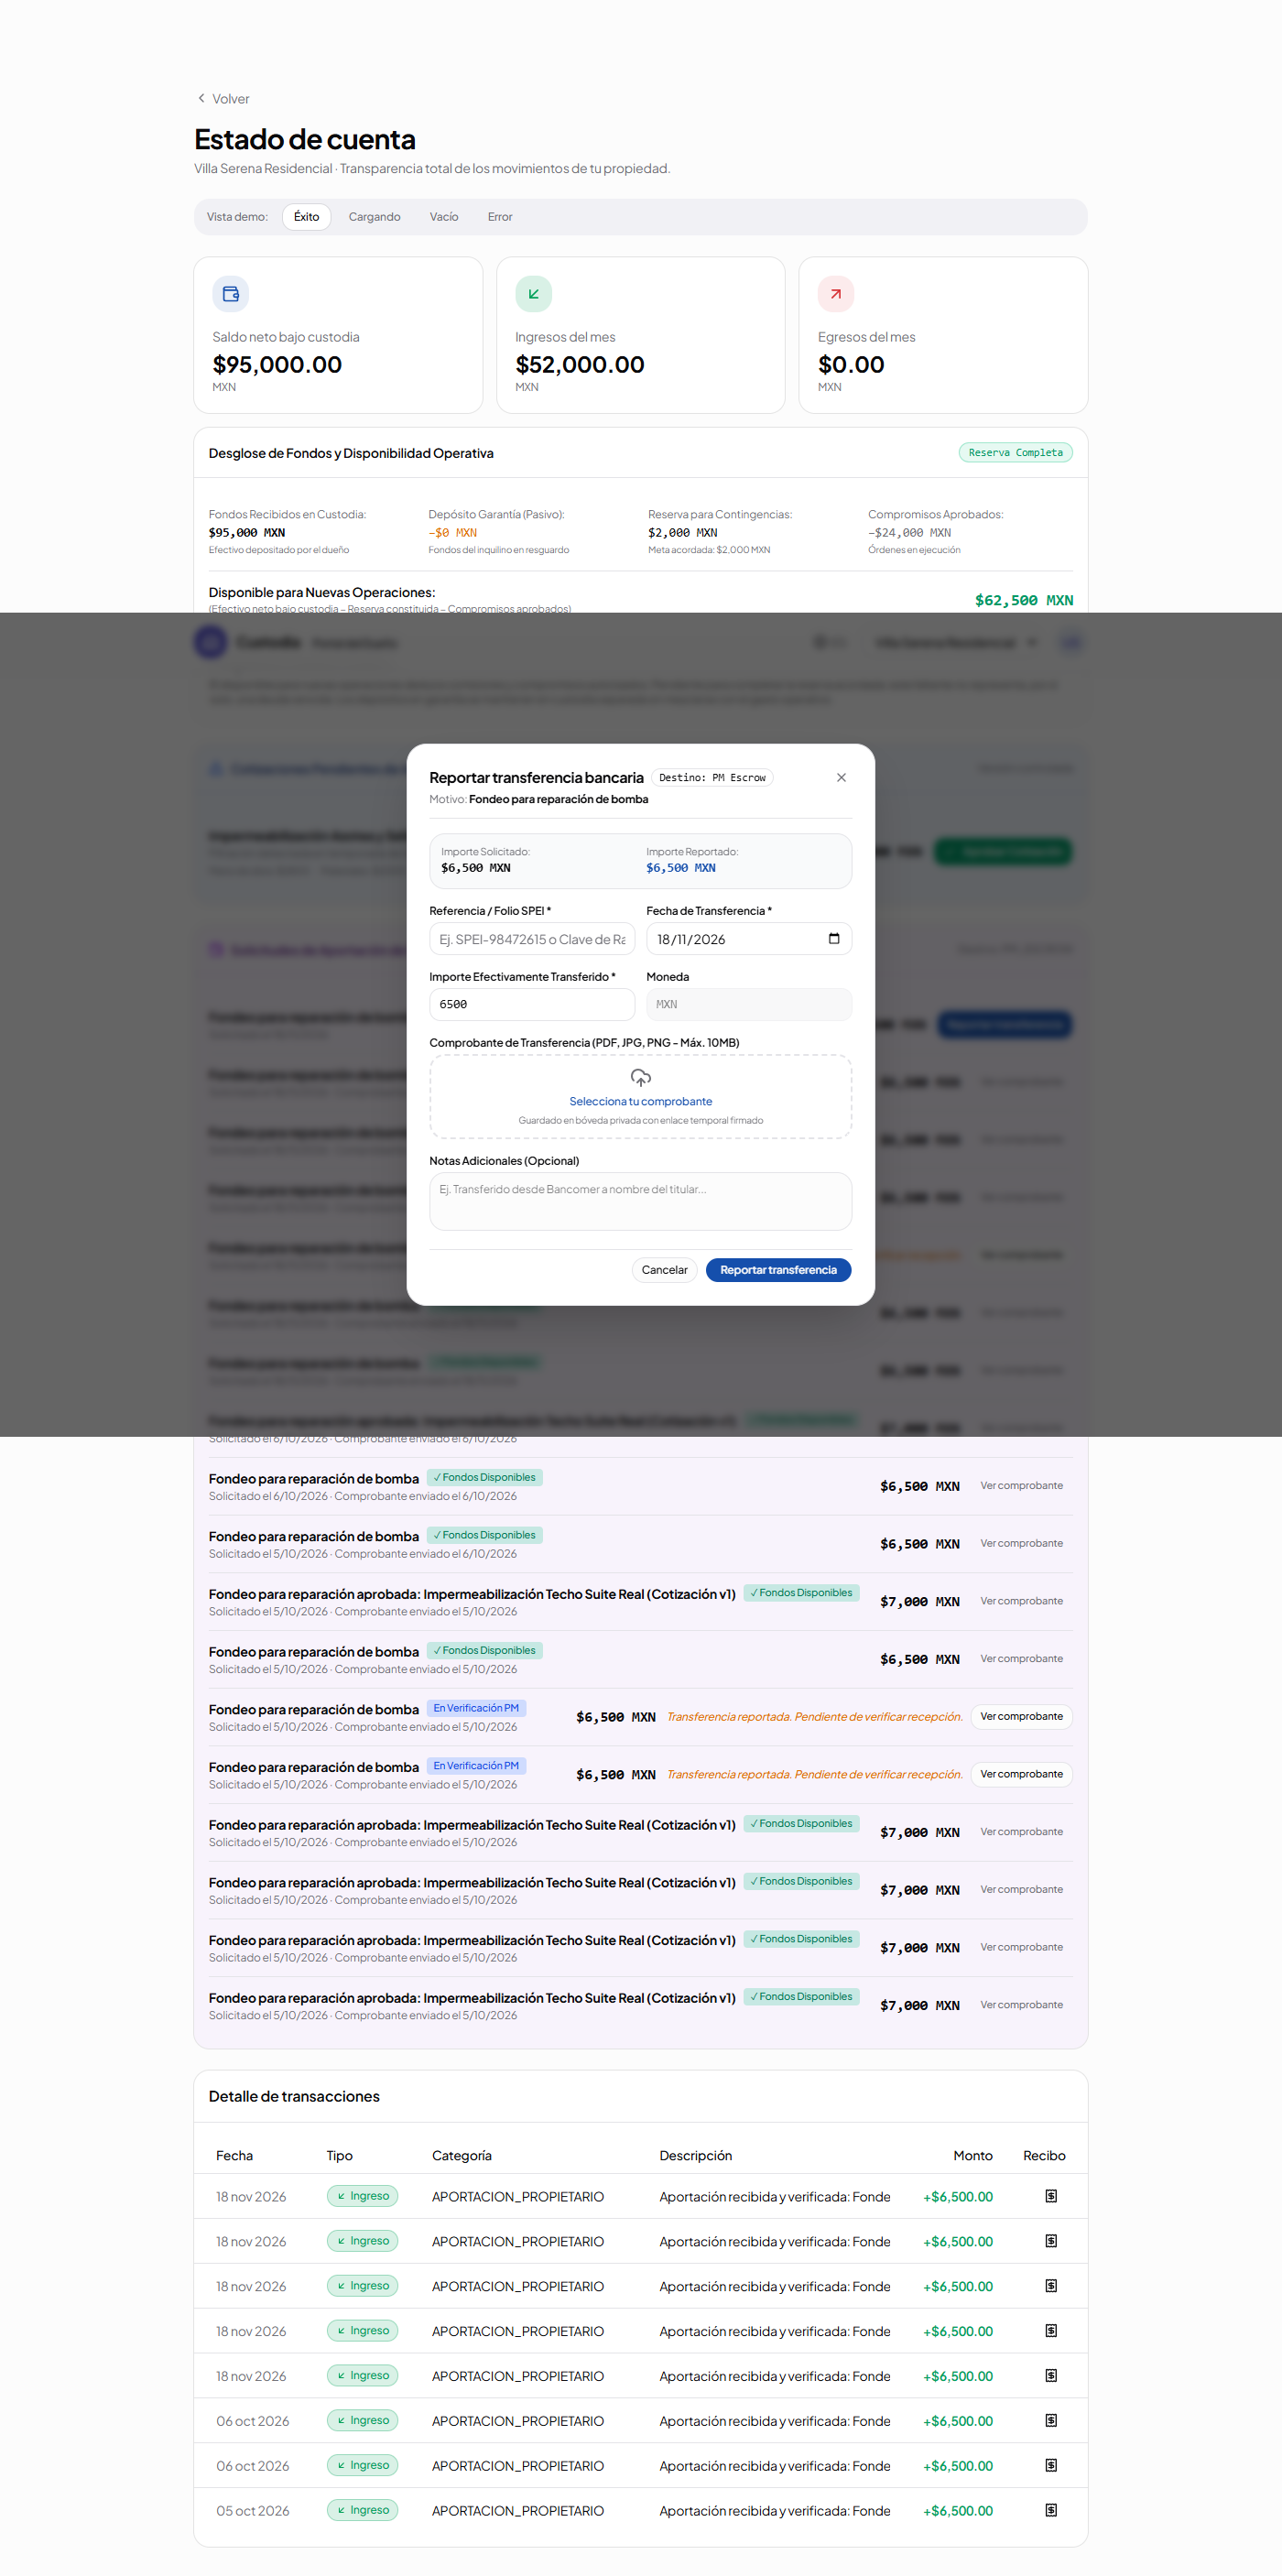 Volver
Estado de cuenta
Villa Serena Residencial · Transparencia total de los movimientos de tu propiedad.
Vista demo: Éxito Cargando Vacío Error
Saldo neto bajo custodia
$95,000.00
MXN
Ingresos del mes
$52,000.00
MXN
Egresos del mes
$0.00
MXN
Desglose de Fondos y Disponibilidad Operativa Reserva Completa
Fondos Recibidos en Custodia:
$95,000 MXN
Efectivo depositado por el dueño
Depósito Garantía (Pasivo):
-$0 MXN
Fondos del inquilino en resguardo
Reserva para Contingencias:
$2,000 MXN
Meta acordada: $2,000 MXN
Compromisos Aprobados:
-$24,000 MXN
Órdenes en ejecución
Disponible para Nuevas Operaciones:
(Efectivo neto bajo custodia – Reserva constituida – Compromisos aprobados)
$62,500 MXN
Reportar transferencia bancaria Destino: PM Escrow
Motivo: Fondeo para reparación de bomba
Importe Solicitado:
$6,500 MXN
Importe Reportado:
$6,500 MXN
Referencia / Folio SPEI *
Ej. SPEI-98472615 o Clave de Ra
Fecha de Transferencia *
18/11/2026
Importe Efectivamente Transferido *
6500
Moneda
MXN
Comprobante de Transferencia (PDF, JPG, PNG - Máx. 10MB)
Selecciona tu comprobante
Guardado en bóveda privada con enlace temporal firmado
Notas Adicionales (Opcional)
Ej. Transferido desde Bancomer a nombre del titular...
Cancelar Reportar transferencia
Solicitado el 6/10/2026 · Comprobante enviado el 6/10/2026
Fondeo para reparación de bomba ✓ Fondos Disponibles $6,500 MXN Ver comprobante
Solicitado el 6/10/2026 · Comprobante enviado el 6/10/2026
Fondeo para reparación de bomba ✓ Fondos Disponibles $6,500 MXN Ver comprobante
Solicitado el 5/10/2026 · Comprobante enviado el 6/10/2026
Fondeo para reparación aprobada: Impermeabilización Techo Suite Real (Cotización v1) ✓ Fondos Disponibles $7,000 MXN Ver comprobante
Solicitado el 5/10/2026 · Comprobante enviado el 5/10/2026
Fondeo para reparación de bomba ✓ Fondos Disponibles $6,500 MXN Ver comprobante
Solicitado el 5/10/2026 · Comprobante enviado el 5/10/2026
Fondeo para reparación de bomba En Verificación PM $6,500 MXN Transferencia reportada. Pendiente de verificar recepción. Ver comprobante
Solicitado el 5/10/2026 · Comprobante enviado el 5/10/2026
Fondeo para reparación de bomba En Verificación PM $6,500 MXN Transferencia reportada. Pendiente de verificar recepción. Ver comprobante
Solicitado el 5/10/2026 · Comprobante enviado el 5/10/2026
Fondeo para reparación aprobada: Impermeabilización Techo Suite Real (Cotización v1) ✓ Fondos Disponibles $7,000 MXN Ver comprobante
Solicitado el 5/10/2026 · Comprobante enviado el 5/10/2026
Fondeo para reparación aprobada: Impermeabilización Techo Suite Real (Cotización v1) ✓ Fondos Disponibles $7,000 MXN Ver comprobante
Solicitado el 5/10/2026 · Comprobante enviado el 5/10/2026
Fondeo para reparación aprobada: Impermeabilización Techo Suite Real (Cotización v1) ✓ Fondos Disponibles $7,000 MXN Ver comprobante
Solicitado el 5/10/2026 · Comprobante enviado el 5/10/2026
Fondeo para reparación aprobada: Impermeabilización Techo Suite Real (Cotización v1) ✓ Fondos Disponibles $7,000 MXN Ver comprobante
Solicitado el 5/10/2026 · Comprobante enviado el 5/10/2026
Detalle de transacciones
Fecha Tipo Categoría Descripción Monto Recibo
18 nov 2026 Ingreso APORTACION_PROPIETARIO Aportación recibida y verificada: Fonde +$6,500.00
18 nov 2026 Ingreso APORTACION_PROPIETARIO Aportación recibida y verificada: Fonde +$6,500.00
18 nov 2026 Ingreso APORTACION_PROPIETARIO Aportación recibida y verificada: Fonde +$6,500.00
18 nov 2026 Ingreso APORTACION_PROPIETARIO Aportación recibida y verificada: Fonde +$6,500.00
18 nov 2026 Ingreso APORTACION_PROPIETARIO Aportación recibida y verificada: Fonde +$6,500.00
06 oct 2026 Ingreso APORTACION_PROPIETARIO Aportación recibida y verificada: Fonde +$6,500.00
06 oct 2026 Ingreso APORTACION_PROPIETARIO Aportación recibida y verificada: Fonde +$6,500.00
05 oct 2026 Ingreso APORTACION_PROPIETARIO Aportación recibida y verificada: Fonde +$6,500.00